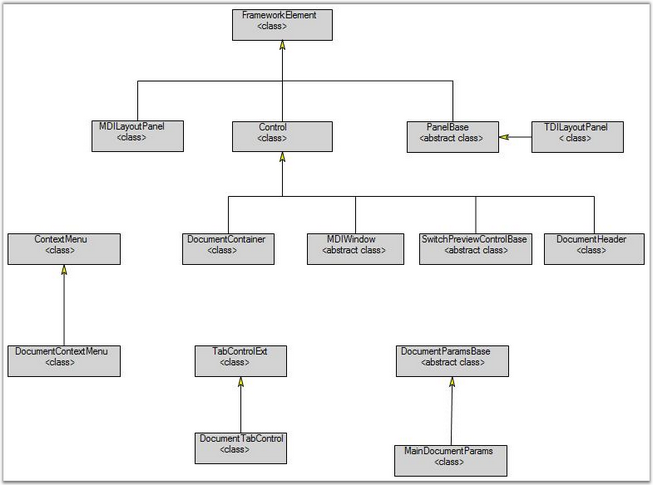 FrameworkElement
<class>
MDILayoutPanel
<class>
Control
<class>
PanelBase
<abstract class>
TDILayoutPanel
< class>
ContextMenu
<class>
DocumentContainer
<class>
MDIWindow
<abstract class>
SwitchPreviewControlBase
<abstract class>
DocumentHeader
<class>
DocumentContextMenu
<class>
TabControlExt
<class>
DocumentParamsBase
<abstract class>
DocumentTabControl
<class>
MainDocumentParams
<class>